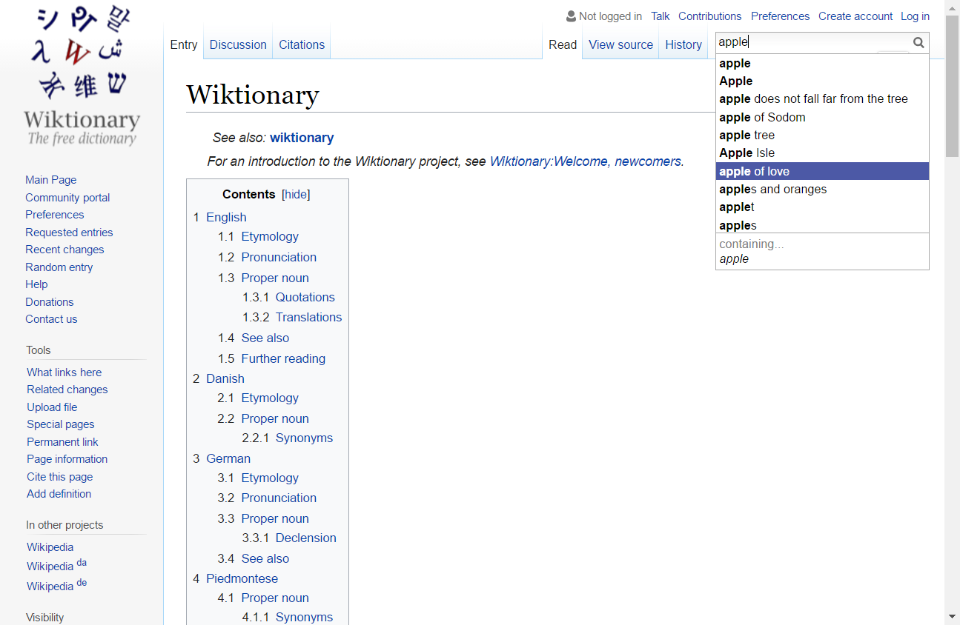 Not logged in Talk Contributions Preferences Create account Log in
Entry Discussion Citations Read View source History apple
Wiktionary
The free dictionary
Main Page
Community portal
Preferences
Requested entries
Recent changes
Random entry
Help
Donations
Contact us
Tools
What links here
Related changes
Upload file
Special pages
Permanent link
Page information
Cite this page
Add definition
In other projects
Wikipedia
Wikipedia da
Wikipedia de
Visibility
Wiktionary
See also: wiktionary
For an introduction to the Wiktionary project, see Wiktionary:Welcome, newcomers.
Contents [hide]
1 English
1.1 Etymology
1.2 Pronunciation
1.3 Proper noun
1.3.1 Quotations
1.3.2 Translations
1.4 See also
1.5 Further reading
2 Danish
2.1 Etymology
2.2 Proper noun
2.2.1 Synonyms
3 German
3.1 Etymology
3.2 Pronunciation
3.3 Proper noun
3.3.1 Declension
3.4 See also
4 Piedmontese
4.1 Proper noun
4.1.1 Synonyms
apple
Apple
apple does not fall far from the tree
apple of Sodom
apple tree
Apple Isle
apple of love
apples and oranges
applet
apples
containing...
apple